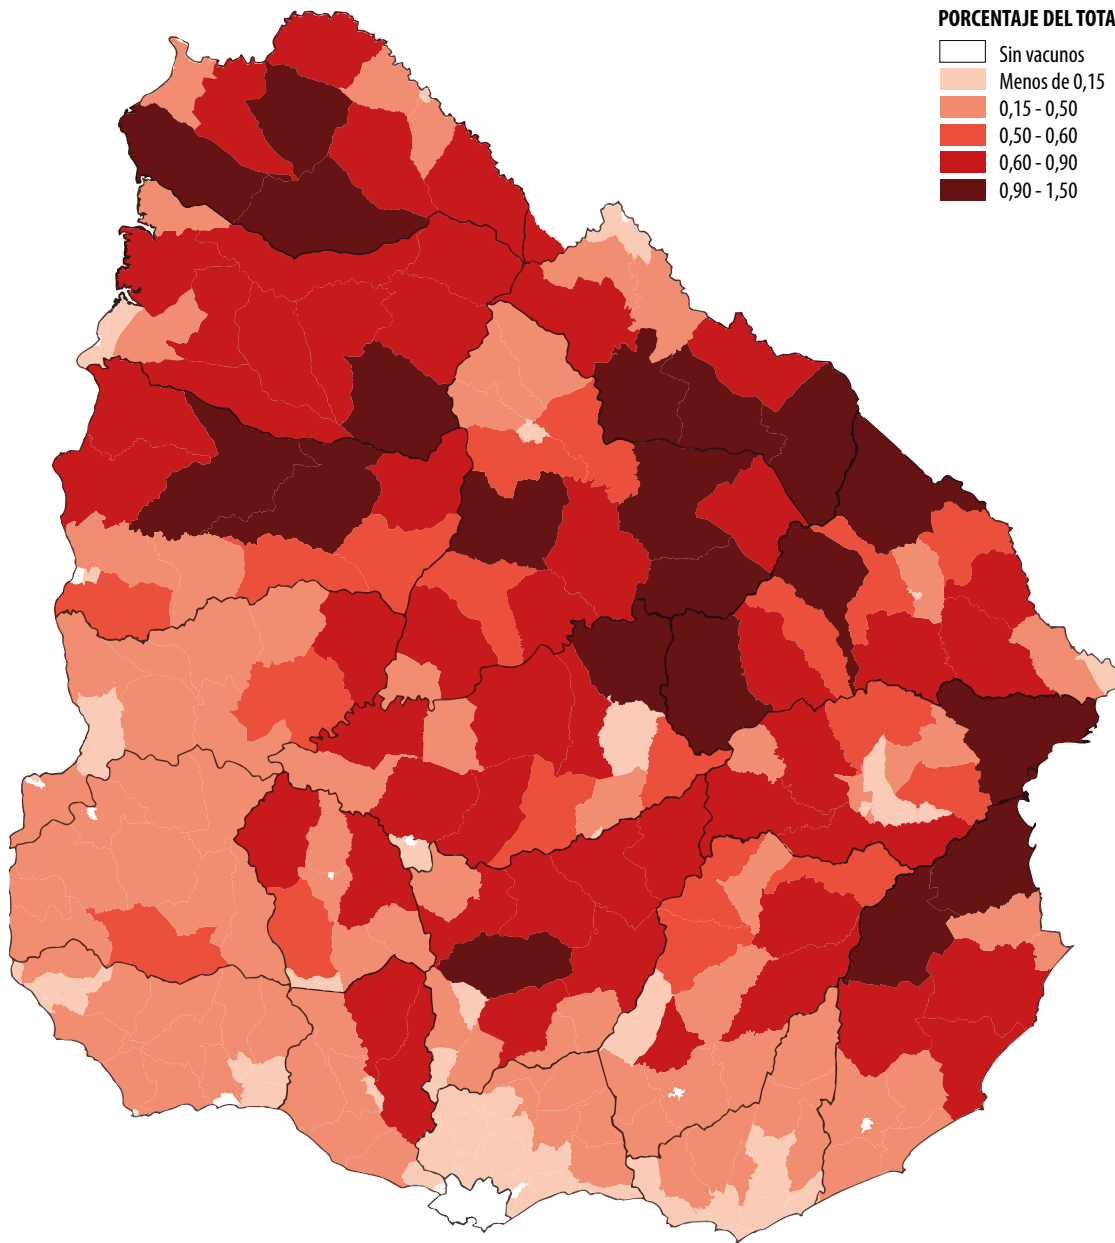 PORCENTAJE DEL TOTA
Sin vacunos
Menos de 0,15
0,15 - 0,50
0,50 - 0,60
0,60 - 0,90
0,90 - 1,50